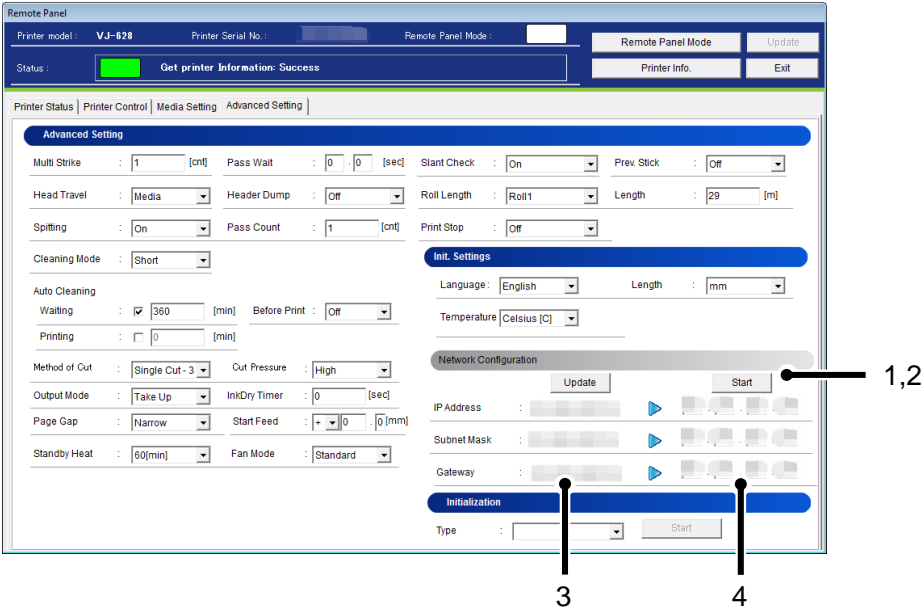 Remote Panel
Printer model : VJ-628 Printer Serial No. : Remote Panel Mode :
Remote Panel Mode Update
Status : Get printer Information: Success
Printer Info. Exit
Printer Status Printer Control Media Setting Advanced Setting
Advanced Setting
Multi Strike : 1 [cnt] Pass Wait : 0 . 0 [sec] Slant Check : On Prev. Stick : Off
Head Travel : Media Header Dump : Off Roll Length : Roll1 Length : 29 [m]
Spitting : On Pass Count : 1 [cnt] Print Stop : Off
Cleaning Mode : Short
Init. Settings
Language : English Length : mm
Auto Cleaning
Waiting : 360 [min] Before Print : Off
Temperature Celsius [C]
Printing : 0 [min]
Network Configuration
Method of Cut : Single Cut - 3 Cut Pressure : High
Update Start
1,2
Output Mode : Take Up InkDry Timer : 0 [sec]
IP Address :
Page Gap : Narrow Start Feed : + 0 . 0 [mm]
Subnet Mask :
Standby Heat : 60[min] Fan Mode : Standard
Gateway :
Initialization
Type : Start
3 4